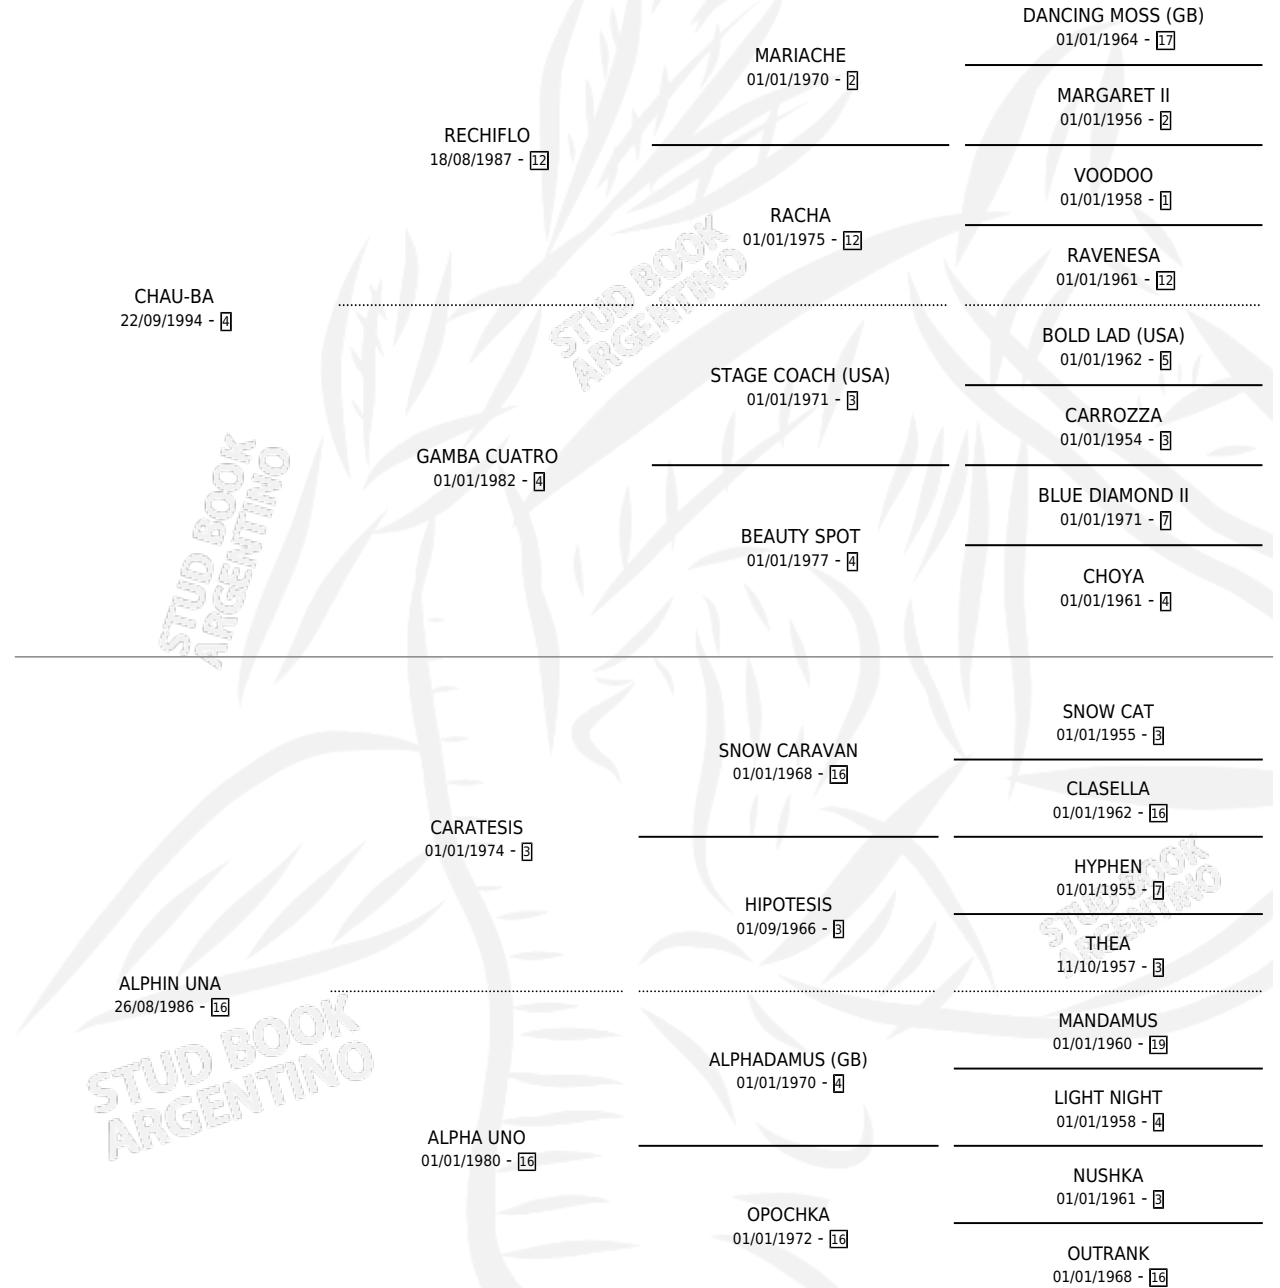 DANCING MOSS (GB)
01/01/1964 - 17
MARIACHE
01/01/1970 - 2
MARGARET II
01/01/1956 - 2
RECHIFLO
18/08/1987 - 12
VOODOO
01/01/1958 - 1
RACHA
01/01/1975 - 12
RAVENESA
01/01/1961 - 12
CHAU-BA
22/09/1994 - 4
BOLD LAD (USA)
01/01/1962 - 5
STAGE COACH (USA)
01/01/1971 - 3
CARROZZA
01/01/1954 - 3
GAMBA CUATRO
01/01/1982 - 4
BLUE DIAMOND II
01/01/1971 - 7
BEAUTY SPOT
01/01/1977 - 4
CHOYA
01/01/1961 - 4
SNOW CAT
01/01/1955 - 3
SNOW CARAVAN
01/01/1968 - 16
CLASELLA
01/01/1962 - 16
CARATESIS
01/01/1974 - 3
HYPHEN
01/01/1955 - 7
HIPOTESIS
01/09/1966 - 3
THEA
11/10/1957 - 3
ALPHIN UNA
26/08/1986 - 16
MANDAMUS
01/01/1960 - 19
ALPHADAMUS (GB)
01/01/1970 - 4
LIGHT NIGHT
01/01/1958 - 4
ALPHA UNO
01/01/1980 - 16
NUSHKA
01/01/1961 - 3
OPOCHKA
01/01/1972 - 16
OUTRANK
01/01/1968 - 16
STUD BOOK
ARGENTINO
STUD BOOK
ARGENTINO
STUD BOOK
ARGENTINO
STUD BOOK
ARGENTINO